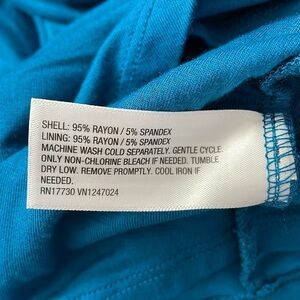 SHELL: 95% RAYON / 5% SPANDEX
LINING: 95% RAYON / 5% SPANDEX
MACHINE WASH COLD SEPARATELY. GENTLE CYCLE.
ONLY NON-CHLORINE BLEACH IF NEEDED. TUMBLE
DRY LOW. REMOVE PROMPTLY. COOL IRON IF
NEEDED.
RN17730 VN1247024